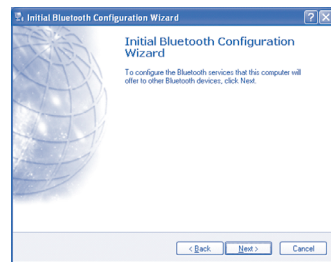 Initial Bluetooth Configuration Wizard
Initial Bluetooth Configuration
Wizard
To configure the Bluetooth services that this computer will
offer to other Bluetooth devices, click Next.
< Back
Next >
Cancel